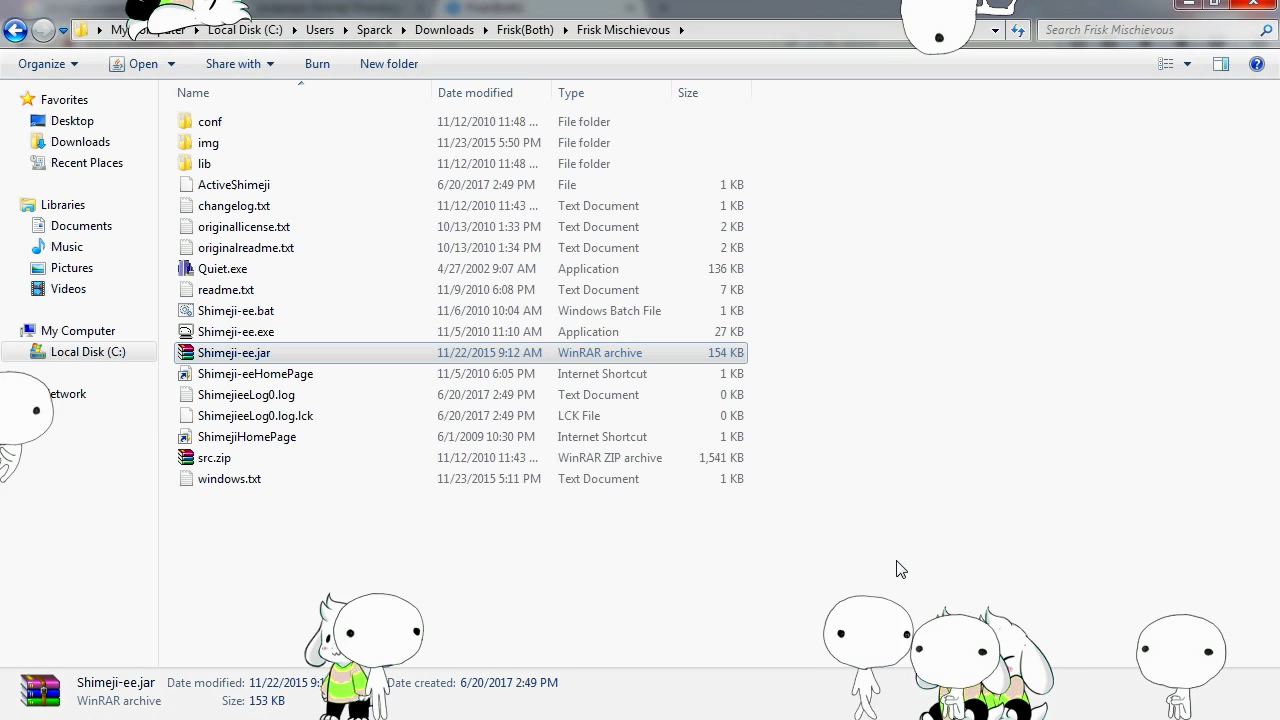 Local Disk (C:) Users Sparck Downloads Frisk(Both) Frisk Mischievous Search Frisk Mischievous
Organize Open Share with Burn New folder
Name Date modified Type Size
Favorites
Desktop
Downloads
Recent Places
Libraries
Documents
Music
Pictures
Videos
My Computer
Local Disk (C:)
etwork
conf 11/12/2010 11:48 ... File folder
img 11/23/2015 5:50 PM File folder
lib 11/12/2010 11:48 ... File folder
ActiveShimeji 6/20/2017 2:49 PM File 1 KB
changelog.txt 11/12/2010 11:43 ... Text Document 1 KB
originallicense.txt 10/13/2010 1:33 PM Text Document 2 KB
originalreadme.txt 10/13/2010 1:34 PM Text Document 2 KB
Quiet.exe 4/27/2002 9:07 AM Application 136 KB
readme.txt 11/9/2010 6:08 PM Text Document 7 KB
Shimeji-ee.bat 11/6/2010 10:04 AM Windows Batch File 1 KB
Shimeji-ee.exe 11/5/2010 11:10 AM Application 27 KB
Shimeji-ee.jar 11/22/2015 9:12 AM WinRAR archive 154 KB
Shimeji-eeHomePage 11/5/2010 6:05 PM Internet Shortcut 1 KB
ShimejieeLog0.log 6/20/2017 2:49 PM Text Document 0 KB
ShimejieeLog0.log.lck 6/20/2017 2:49 PM LCK File 0 KB
ShimejiHomePage 6/1/2009 10:30 PM Internet Shortcut 1 KB
src.zip 11/12/2010 11:43 ... WinRAR ZIP archive 1,541 KB
windows.txt 11/23/2015 5:11 PM Text Document 1 KB
Shimeji-ee.jar Date modified: 11/22/2015 9:1 Date created: 6/20/2017 2:49 PM
WinRAR archive Size: 153 KB